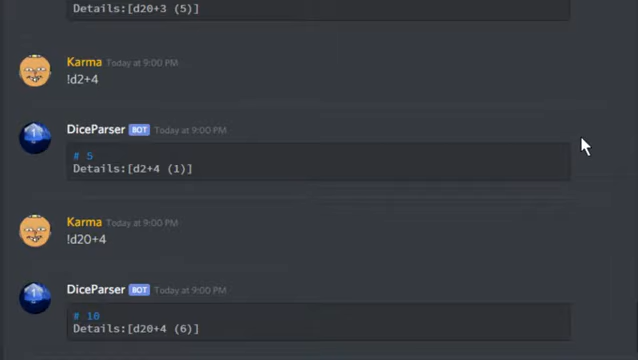 Details:[d20+3 (5)]
Karma Today at 9:00 PM
!d2+4
DiceParser BOT Today at 9:00 PM
# 5
Details:[d2+4 (1)]
Karma Today at 9:00 PM
!d20+4
DiceParser BOT Today at 9:00 PM
# 10
Details:[d20+4 (6)]